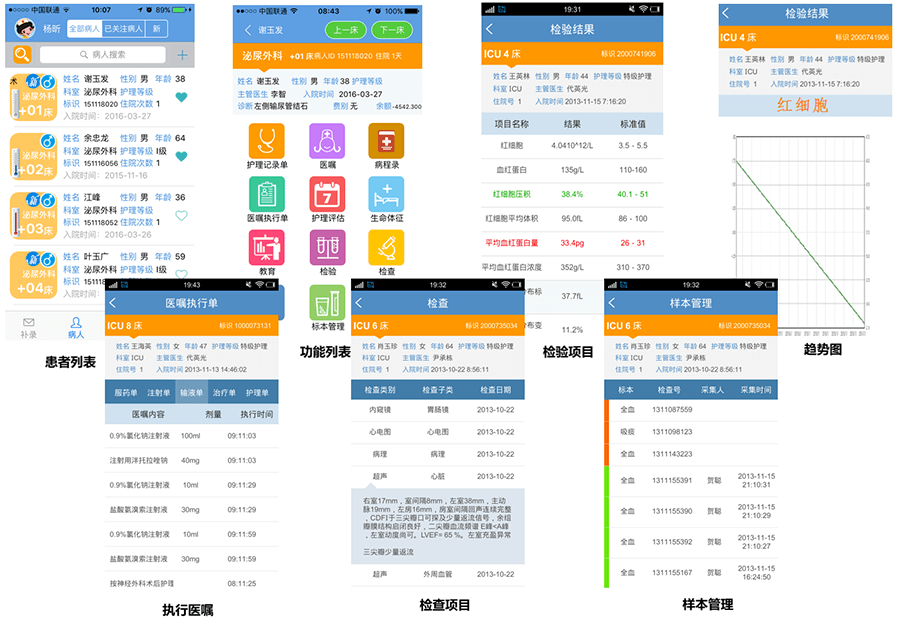 中国联通 10:07 89%
杨昕 全部病人 已关注病人 新
病人搜索
术 新 泌尿外科 +01床
姓名 谢玉发 性别 男 年龄 38
科室 泌尿外科 护理等级
标识 151118020 住院次数 1
入院时间: 2016-03-27
泌尿外科 +02床
姓名 余忠龙 性别 男 年龄 64
科室 泌尿外科 护理等级 I级
标识 151116056 住院次数 1
入院时间: 2015-11-16
新 泌尿外科 +03床
姓名 江峰 性别 男 年龄 36
科室 泌尿外科 护理等级
标识 151118052 住院次数 1
入院时间: 2016-03-26
新 泌尿外科 +04床
姓名 叶玉广 性别 男 年龄 59
科室 泌尿外科 护理等级 I级
标识 1511
入院时间:
补录 病人
患者列表
中国联通 08:43 100%
谢玉发 上一床 下一床
泌尿外科 +01床 病人ID 151118020 住院 1天
姓名 谢玉发 性别 男 年龄 38 护理等级
主管医生 李智 入院时间 2016-03-27
诊断 左侧输尿管结石 费别 无 余额 -4542.300
护理记录单 医嘱 病程录
医嘱执行单 护理评估 生命体征
教育 检验 检查
标本管理
功能列表
19:31
检验结果
ICU 4 床 标识 2000741906
姓名 王英林 性别 男 年龄 44 护理等级 特级护理
科室 ICU 主管医生 代英光
住院号 1 入院时间 2013-11-15 7:16:20
项目名称 结果 标准值
红细胞 4.0410^12/L 3.5 - 5.5
血红蛋白 135g/L 110-160
红细胞压积 38.4% 40.1 - 51
红细胞平均体积 95.0fL 86 - 100
平均血红蛋白量 33.4pg 26 - 31
平均血红蛋白浓度 352g/L 310 - 370
布标 37.7fL
布变 11.2%
检验项目
检验结果
ICU 4 床 标识 2000741906
姓名 王英林 性别 男 年龄 44 护理等级 特级护理
科室 ICU 主管医生 代英光
住院号 1 入院时间 2013-11-15 7:16:20
红细胞
趋势图
19:43
医嘱执行单
ICU 8 床 标识 1000073131
姓名 王海英 性别 女 年龄 47 护理等级 特级护理
科室 ICU 主管医生 代英光
住院号 1 入院时间 2013-11-13 14:46:02
服药单 注射单 输液单 治疗单 护理单
医嘱内容 剂量 执行时间
0.9%氯化钠注射液 100ml 09:11:03
注射用泮托拉唑钠 40mg 09:11:03
0.9%氯化钠注射液 10ml 09:11:29
盐酸氨溴索注射液 30mg 09:11:29
0.9%氯化钠注射液 10ml 09:11:59
盐酸氨溴索注射液 30mg 09:11:59
按神经外科术后护理 08:11:25
执行医嘱
19:32
检查
ICU 6 床 标识 2000735034
姓名 肖玉珍 性别 女 年龄 64 护理等级 特级护理
科室 ICU 主管医生 尹承栋
住院号 1 入院时间 2013-10-22 8:56:11
检查类别 检查子类 检查日期
内窥镜 胃肠镜 2013-10-22
心电图 心电图 2013-10-22
病理 病理 2013-10-22
超声 心脏 2013-10-22
右室17mm，室间隔8mm，左室38mm，主动
脉19mm，左房16mm，房室间隔回声连续完整
，CDFI于三尖瓣口可探及少量返流信号，余组
瓣膜结构启闭良好，二尖瓣血流频谱 E峰<A峰
，左室动度尚可。LVEF= 65 %。左室充盈异常
三尖瓣少量返流
超声 外周血管 2013-10-22
检查项目
19:32
样本管理
ICU 6 床 标识 2000735034
姓名 肖玉珍 性别 女 年龄 64 护理等级 特级护理
科室 ICU 主管医生 尹承栋
住院号 1 入院时间 2013-10-22 8:56:11
标本 检查号 采集人 采集时间
全血 1311087559
吸痰 1311098123
全血 1311143223
全血 1311155391 贺聪 2013-11-15 21:10:31
全血 1311155390 贺聪 2013-11-15 21:10:29
全血 1311155392 贺聪 2013-11-15 21:10:27
全血 1311155167 贺聪 2013-11-15 16:24:50
样本管理